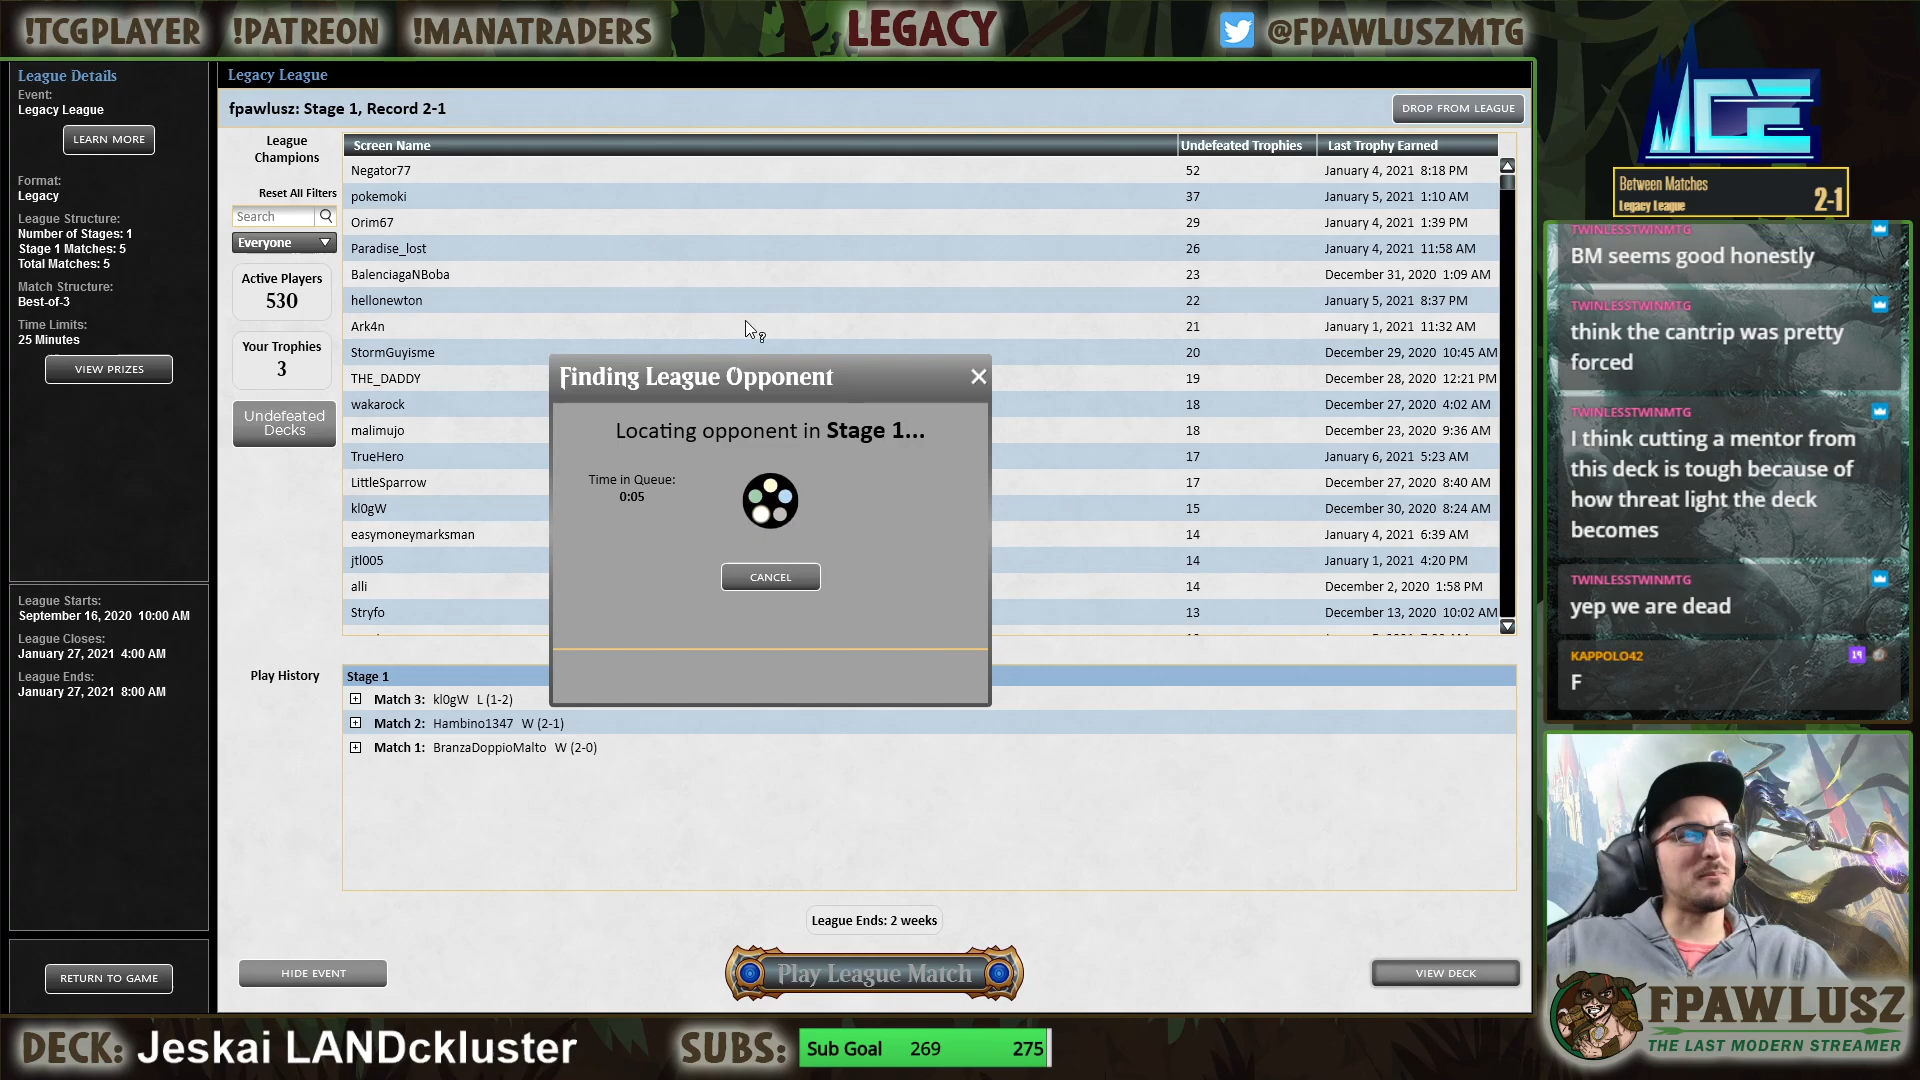 !TCGPLAYER !PATREON !MANATRADERS
LEGACY
@FPAWLUSZMTG
League Details
Event:
Legacy League
LEARN MORE
Format:
Legacy
League Structure:
Number of Stages: 1
Stage 1 Matches: 5
Total Matches: 5
Match Structure:
Best-of-3
Time Limits:
25 Minutes
VIEW PRIZES
League Starts:
September 16, 2020 10:00 AM
League Closes:
January 27, 2021 4:00 AM
League Ends:
January 27, 2021 8:00 AM
RETURN TO GAME
Legacy League
fpawlusz: Stage 1, Record 2-1
DROP FROM LEAGUE
League
Champions
Reset All Filters
Search
Everyone
Active Players
530
Your Trophies
3
Undefeated
Decks
Screen Name Undefeated Trophies Last Trophy Earned
Negator77 52 January 4, 2021 8:18 PM
pokemoki 37 January 5, 2021 1:10 AM
Orim67 29 January 4, 2021 1:39 PM
Paradise_lost 26 January 4, 2021 11:58 AM
BalenciagaNBoba 23 December 31, 2020 1:09 AM
hellonewton 22 January 5, 2021 8:37 PM
Ark4n 21 January 1, 2021 11:32 AM
StormGuyisme 20 December 29, 2020 10:45 AM
THE_DADDY 19 December 28, 2020 12:21 PM
wakarock 18 December 27, 2020 4:02 AM
malimujo 18 December 23, 2020 9:36 AM
TrueHero 17 January 6, 2021 5:23 AM
LittleSparrow 17 December 27, 2020 8:40 AM
kl0gW 15 December 30, 2020 8:24 AM
easymoneymarksman 14 January 4, 2021 6:39 AM
jtl005 14 January 1, 2021 4:20 PM
alli 14 December 2, 2020 1:58 PM
Stryfo 13 December 13, 2020 10:02 AM
Finding League Opponent
Locating opponent in Stage 1...
Time in Queue:
0:05
CANCEL
Play History
Stage 1
Match 3: kl0gW L (1-2)
Match 2: Hambino1347 W (2-1)
Match 1: BranzaDoppioMalto W (2-0)
League Ends: 2 weeks
HIDE EVENT
Play League Match
VIEW DECK
Between Matches
Legacy League
2-1
TWINLESSTWINMTG
BM seems good honestly
TWINLESSTWINMTG
think the cantrip was pretty
forced
TWINLESSTWINMTG
I think cutting a mentor from
this deck is tough because of
how threat light the deck
becomes
TWINLESSTWINMTG
yep we are dead
KAPPOLO42
F
FPAWLUSZ
THE LAST MODERN STREAMER
DECK: Jeskai LANDckluster
SUBS: Sub Goal 269 275